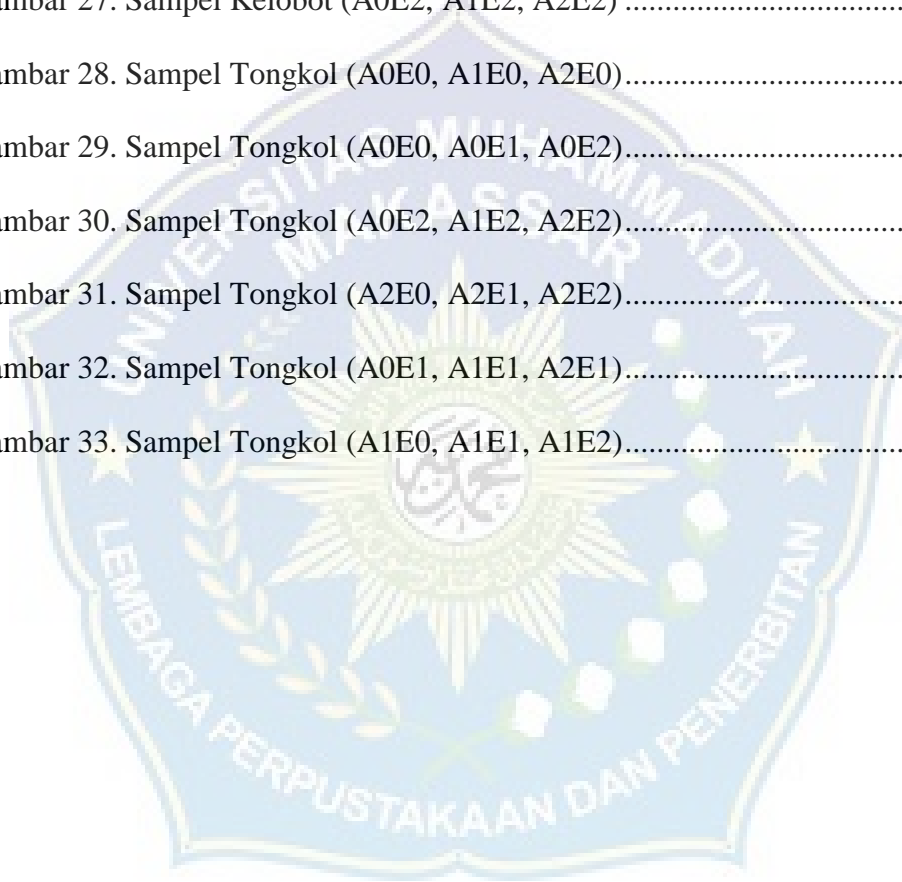 ambar 27. Sampel Kelobot (A0E2, A1E2, A2E2)
ambar 28. Sampel Tongkol (A0E0, A1E0, A2E0)
ambar 29. Sampel Tongkol (A0E0, A0E1, A0E2)
ambar 30. Sampel Tongkol (A0E2, A1E2, A2E2)
ambar 31. Sampel Tongkol (A2E0, A2E1, A2E2)
ambar 32. Sampel Tongkol (A0E1, A1E1, A2E1)
ambar 33. Sampel Tongkol (A1E0, A1E1, A1E2)
UNIVERSITAS MUHAMMADIYAH
MAKASSAR
LEMBAGA PERPUSTAKAAN DAN PENERBITAN